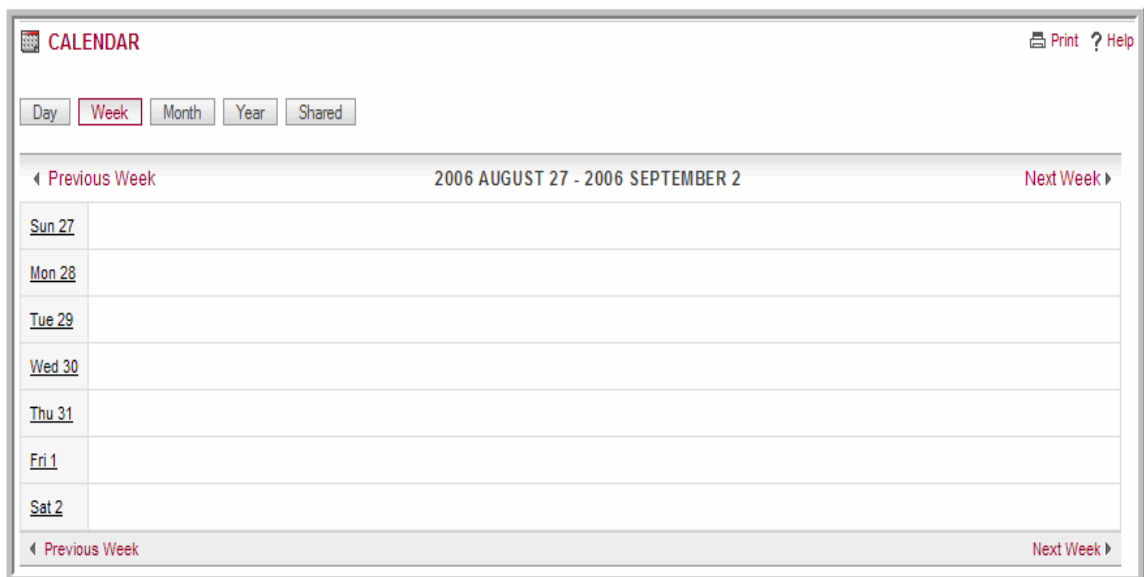 CALENDAR Print ? Help
Day Week Month Year Shared
Previous Week 2006 AUGUST 27 - 2006 SEPTEMBER 2 Next Week
Sun 27
Mon 28
Tue 29
Wed 30
Thu 31
Fri 1
Sat 2
Previous Week Next Week